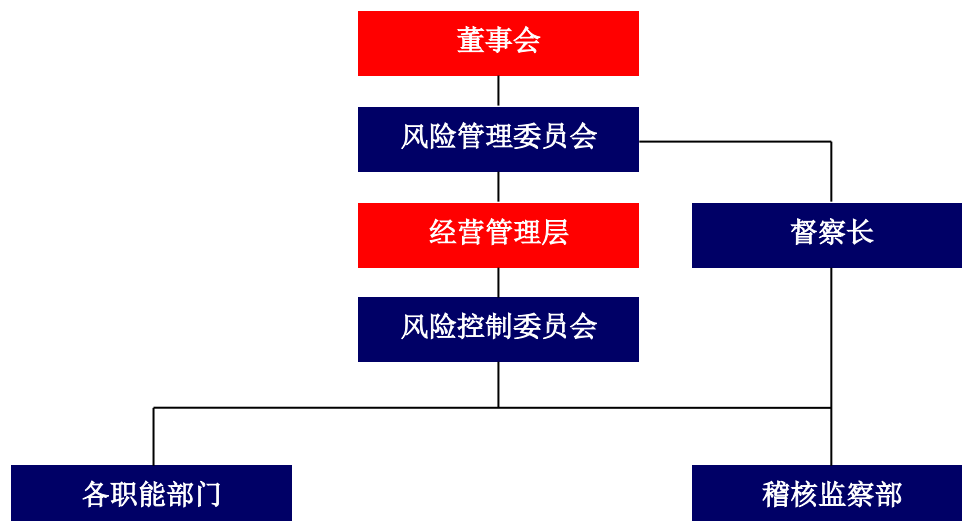 董事会
风险管理委员会
经营管理层
督察长
风险控制委员会
各职能部门
稽核监察部